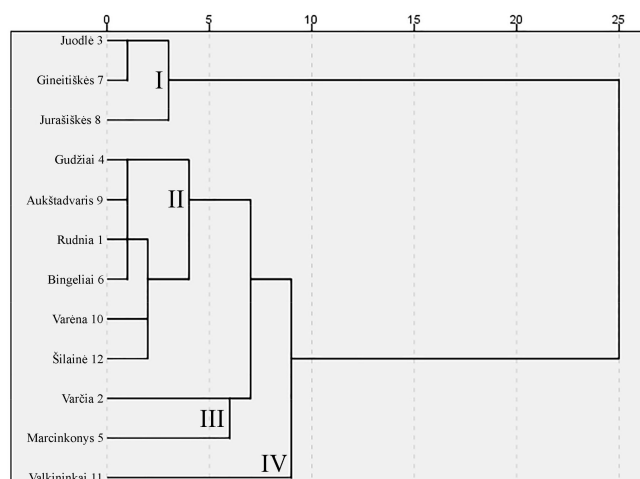 0 5 10 15 20 25
Juodlė 3
Gineitiškės 7
I
Jurašiškės 8
Gudžiai 4
Aukštadvaris 9
II
Rudnia 1
Bingeliai 6
Varėna 10
Šilainė 12
Varčia 2
III
Marcinkonys 5
IV
Valkininkai 11